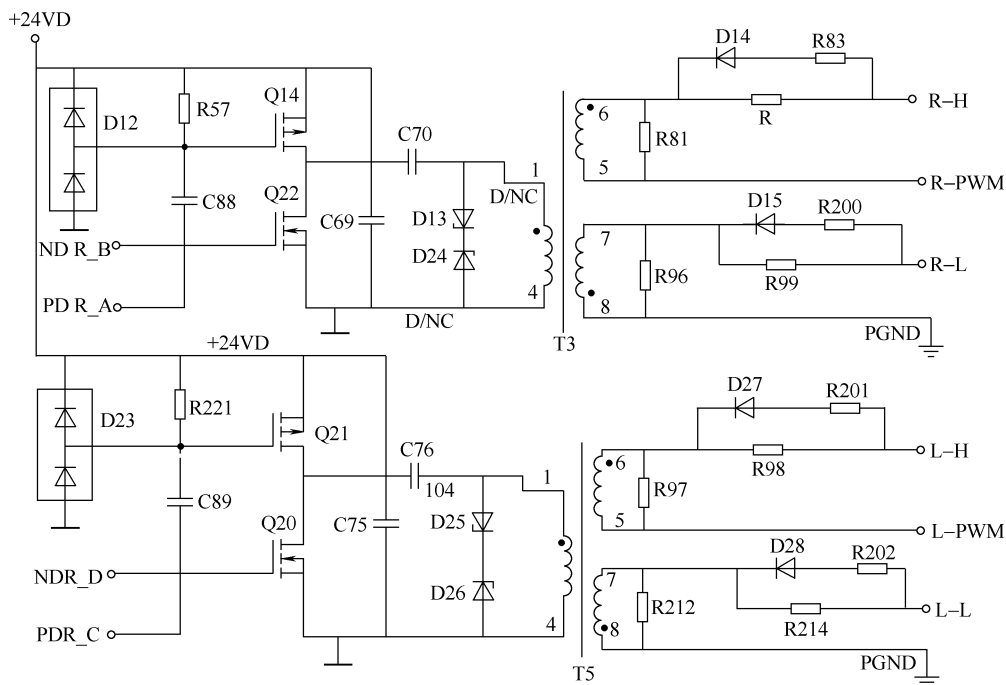 +24VD
D14
R83
Q14
R57
D12
C70
6
R
R-H
R81
1
5
R-PWM
Q22
C88
D/NC
D15
R200
C69
D13
7
ND R_B
D24
R96
R99
R-L
PD R_A
4
8
D/NC
PGND
T3
+24VD
D27
R201
D23
R221
Q21
C76
6
L-H
1
R98
104
R97
C89
Q20
C75
D25
5
L-PWM
D28
R202
NDR_D
D26
7
R212
L-L
PDR_C
4
8
R214
PGND
T5